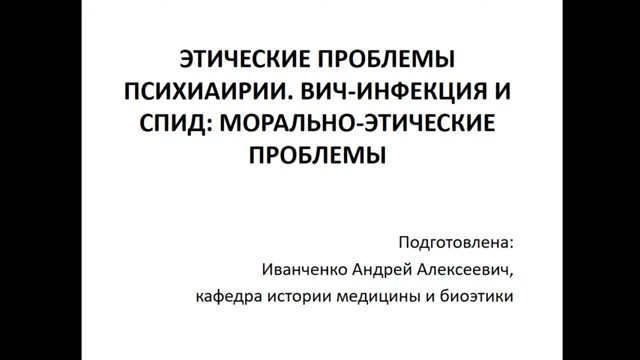 ЭТИЧЕСКИЕ ПРОБЛЕМЫ
ПСИХИАИРИИ. ВИЧ-ИНФЕКЦИЯ И
СПИД: МОРАЛЬНО-ЭТИЧЕСКИЕ
ПРОБЛЕМЫ
Подготовлена:
Иванченко Андрей Алексеевич,
кафедра истории медицины и биоэтики